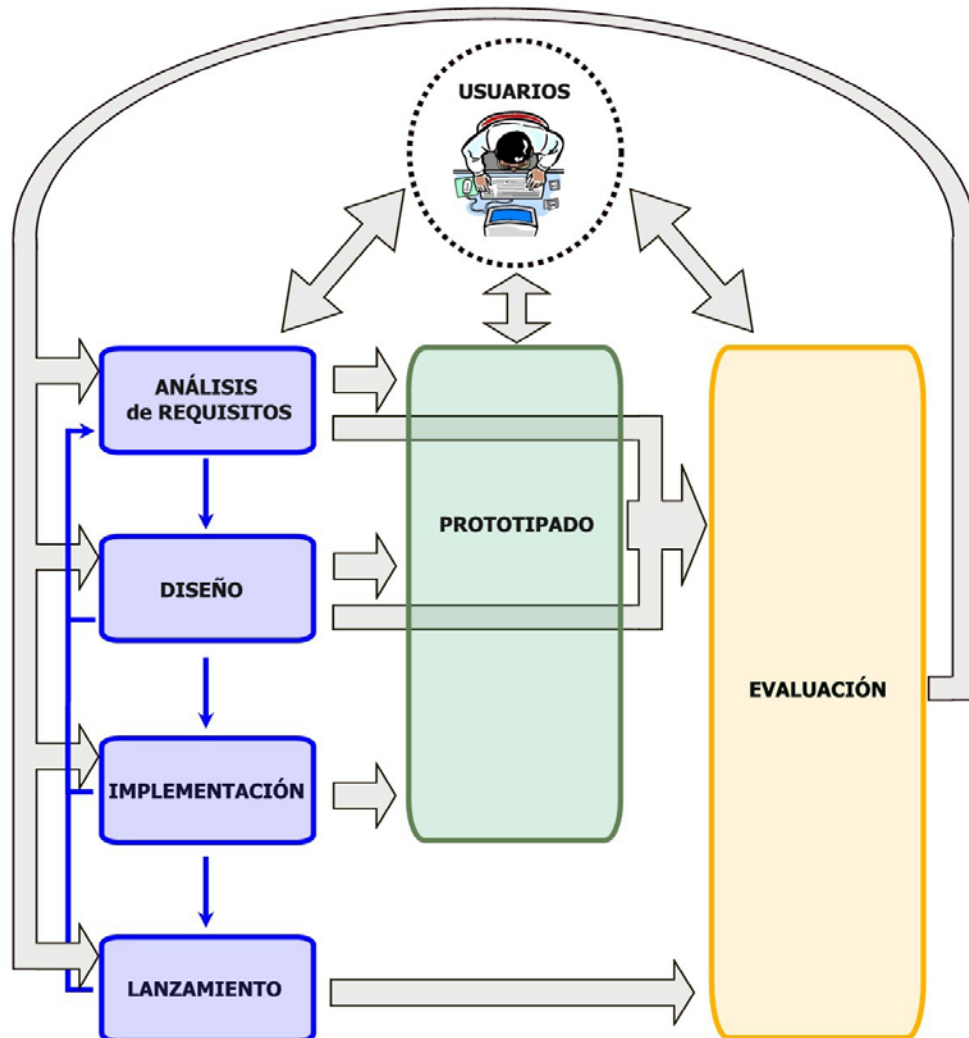 USUARIOS
ANÁLISIS
de REQUISITOS
PROTOTIPADO
DISEÑO
EVALUACIÓN
IMPLEMENTACIÓN
LANZAMIENTO